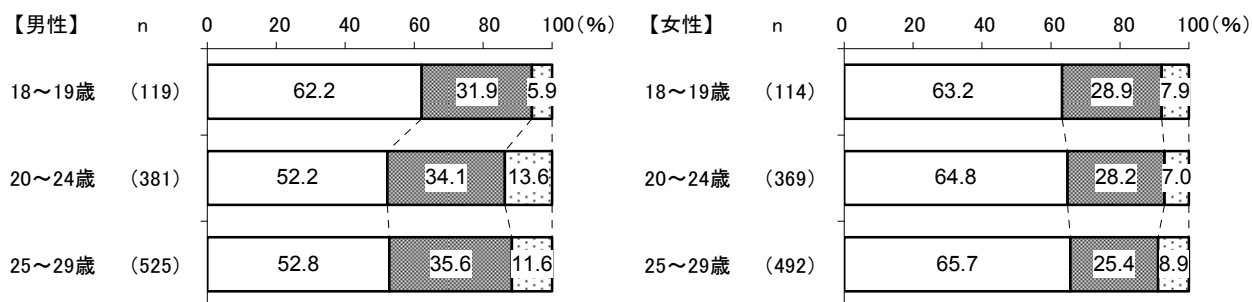 【男性】 n 0 20 40 60 80 100(%)
18～19歳 (119) 62.2 31.9 5.9
20～24歳 (381) 52.2 34.1 13.6
25～29歳 (525) 52.8 35.6 11.6
【女性】 n 0 20 40 60 80 100(%)
18～19歳 (114) 63.2 28.9 7.9
20～24歳 (369) 64.8 28.2 7.0
25～29歳 (492) 65.7 25.4 8.9